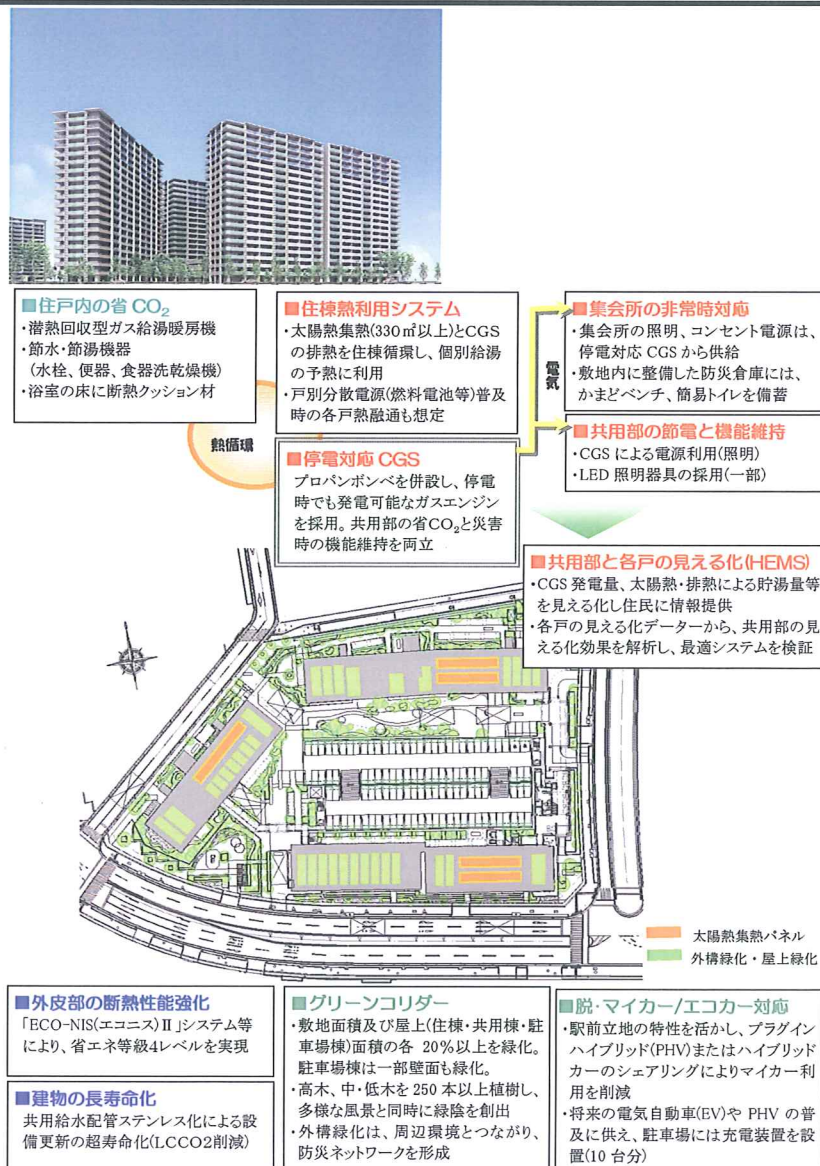 ■住戸内の省 CO₂
・潜熱回収型ガス給湯暖房機
・節水・節湯機器
(水栓、便器、食器洗乾燥機)
・浴室の床に断熱クッション材
■住棟熱利用システム
・太陽熱集熱(330㎡以上)とCGS
の排熱を住棟循環し、個別給湯
の予熱に利用
・戸別分散電源(燃料電池等)普及
時の各戸熱融通も想定
熱循環
■停電対応 CGS
プロパンボンベを併設し、停電
時でも発電可能なガスエンジン
を採用。共用部の省CO₂と災害
時の機能維持を両立
電気
■集会所の非常時対応
・集会所の照明、コンセント電源は、
停電対応 CGS から供給
・敷地内に整備した防災倉庫には、
かまどベンチ、簡易トイレを備蓄
■共用部の節電と機能維持
・CGS による電源利用(照明)
・LED 照明器具の採用(一部)
■共用部と各戸の見える化(HEMS)
・CGS 発電量、太陽熱・排熱による貯湯量等
を見える化し住民に情報提供
・各戸の見える化データーから、共用部の見
える化効果を解析し、最適システムを検証
太陽熱集熱パネル
外構緑化・屋上緑化
■外皮部の断熱性能強化
「ECO-NIS(エコニス)Ⅱ」システム等
により、省エネ等級4レベルを実現
■建物の長寿命化
共用給水配管ステンレス化による設
備更新の超寿命化(LCCO2削減)
■グリーンコリダー
・敷地面積及び屋上(住棟・共用棟・駐
車場棟)面積の各 20%以上を緑化。
駐車場棟は一部壁面も緑化。
・高木、中・低木を 250 本以上植樹し、
多様な風景と同時に緑陰を創出
・外構緑化は、周辺環境とつながり、
防災ネットワークを形成
■脱・マイカー/エコカー対応
・駅前立地の特性を活かし、プラグイン
ハイブリッド(PHV)またはハイブリッド
カーのシェアリングによりマイカー利
用を削減
・将来の電気自動車(EV)や PHV の普
及に供え、駐車場には充電装置を設
置(10 台分)